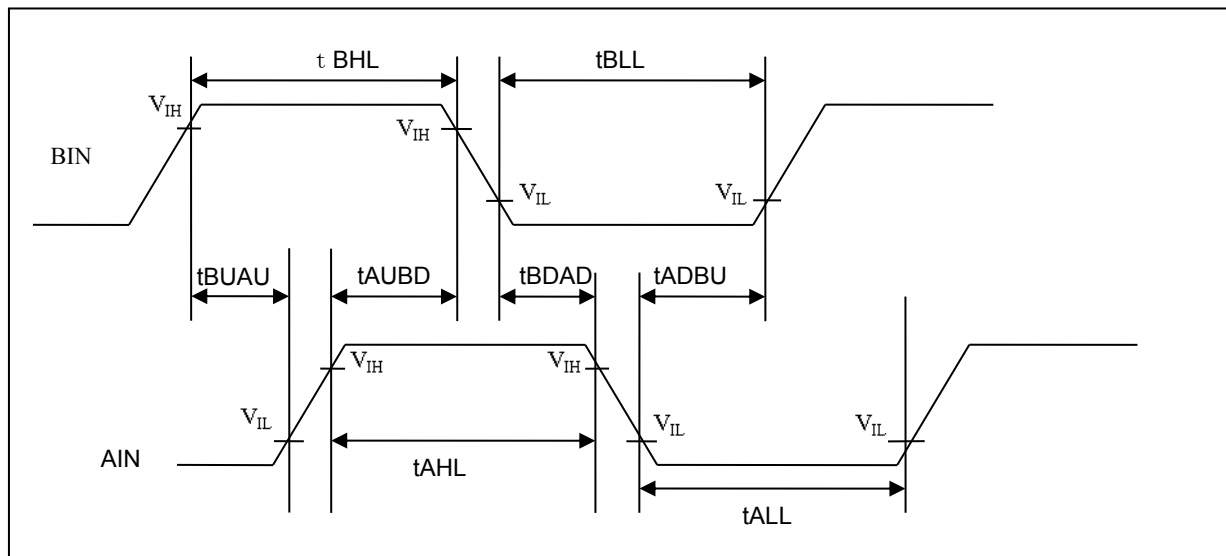 t BHL
tBLL
VIH
VIH
BIN
VIL
VIL
tBUAU
tAUBD
tBDAD
tADBU
VIH
VIH
VIL
VIL
VIL
AIN
tAHL
tALL